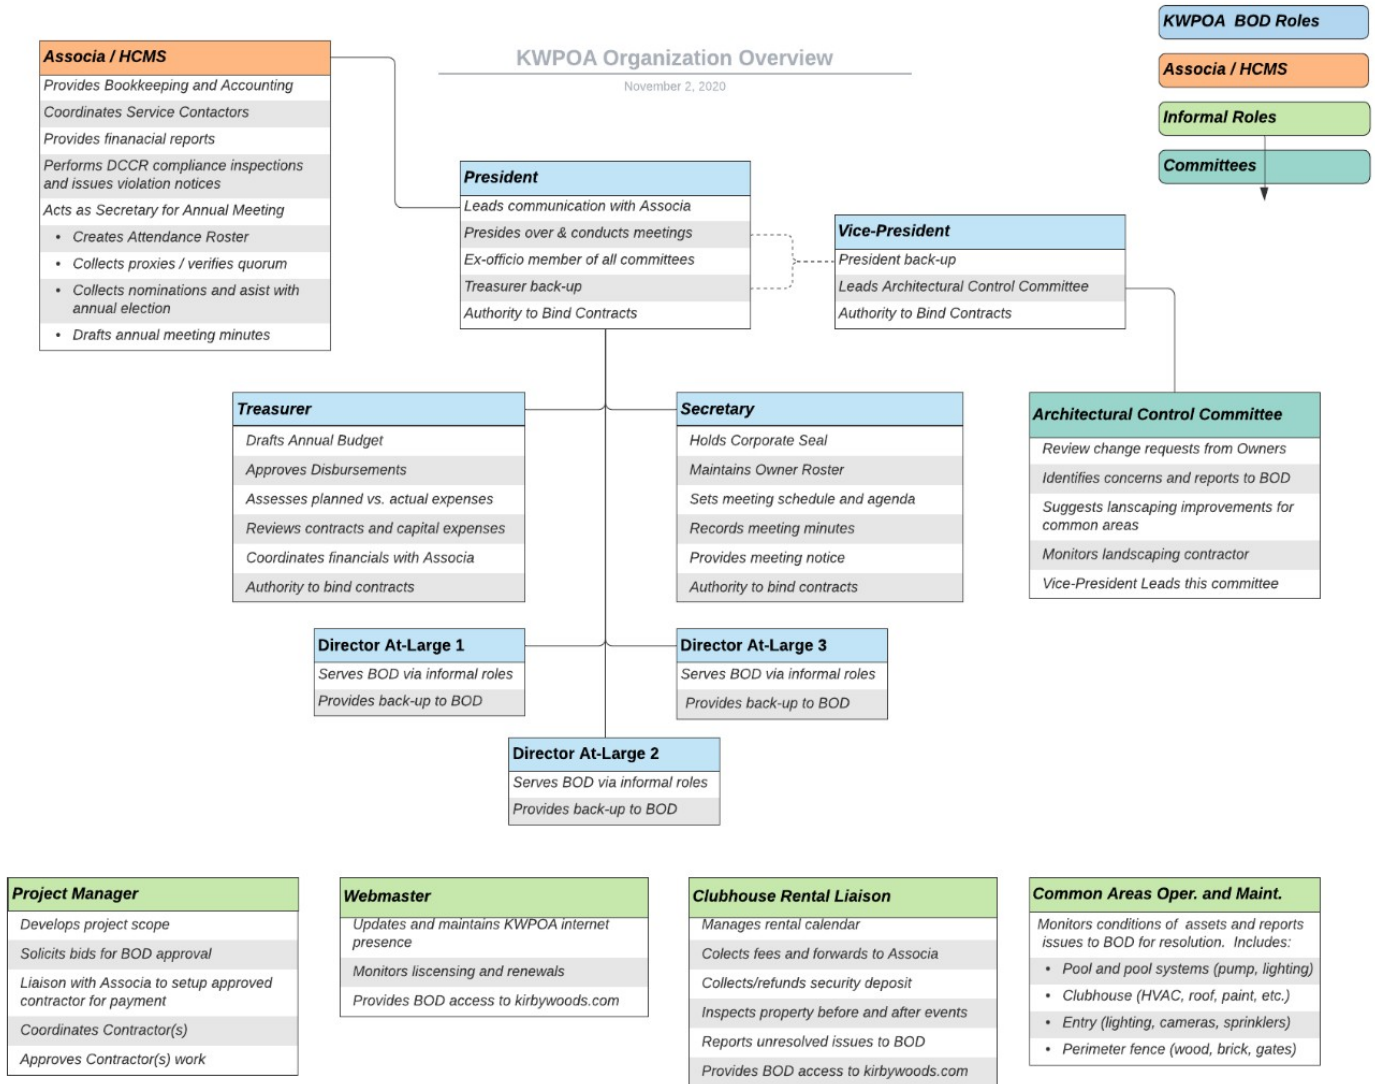 KWPOA Organization Overview
November 2, 2020
KWPOA  BOD Roles
Associa / HCMS
Informal Roles
Committees
Associa / HCMS
Provides Bookkeeping and Accounting
Coordinates Service Contactors
Provides finanacial reports
Performs DCCR compliance inspections
and issues violation notices
Acts as Secretary for Annual Meeting
• Creates Attendance Roster
• Collects proxies / verifies quorum
• Collects nominations and asist with
annual election
• Drafts annual meeting minutes
President
Leads communication with Associa
Presides over & conducts meetings
Ex-officio member of all committees
Treasurer back-up
Authority to Bind Contracts
Vice-President
President back-up
Leads Architectural Control Committee
Authority to Bind Contracts
Treasurer
Drafts Annual Budget
Approves Disbursements
Assesses planned vs. actual expenses
Reviews contracts and capital expenses
Coordinates financials with Associa
Authority to bind contracts
Secretary
Holds Corporate Seal
Maintains Owner Roster
Sets meeting schedule and agenda
Records meeting minutes
Provides meeting notice
Authority to bind contracts
Architectural Control Committee
Review change requests from Owners
Identifies concerns and reports to BOD
Suggests lanscaping improvements for
common areas
Monitors landscaping contractor
Vice-President Leads this committee
Director At-Large 1
Serves BOD via informal roles
Provides back-up to BOD
Director At-Large 3
Serves BOD via informal roles
Provides back-up to BOD
Director At-Large 2
Serves BOD via informal roles
Provides back-up to BOD
Project Manager
Develops project scope
Solicits bids for BOD approval
Liaison with Associa to setup approved
contractor for payment
Coordinates Contractor(s)
Approves Contractor(s) work
Webmaster
Updates and maintains KWPOA internet
presence
Monitors liscensing and renewals
Provides BOD access to kirbywoods.com
Clubhouse Rental Liaison
Manages rental calendar
Colects fees and forwards to Associa
Collects/refunds security deposit
Inspects property before and after events
Reports unresolved issues to BOD
Provides BOD access to kirbywoods.com
Common Areas Oper. and Maint.
Monitors conditions of  assets and reports
issues to BOD for resolution.  Includes:
• Pool and pool systems (pump, lighting)
• Clubhouse (HVAC, roof, paint, etc.)
• Entry (lighting, cameras, sprinklers)
• Perimeter fence (wood, brick, gates)